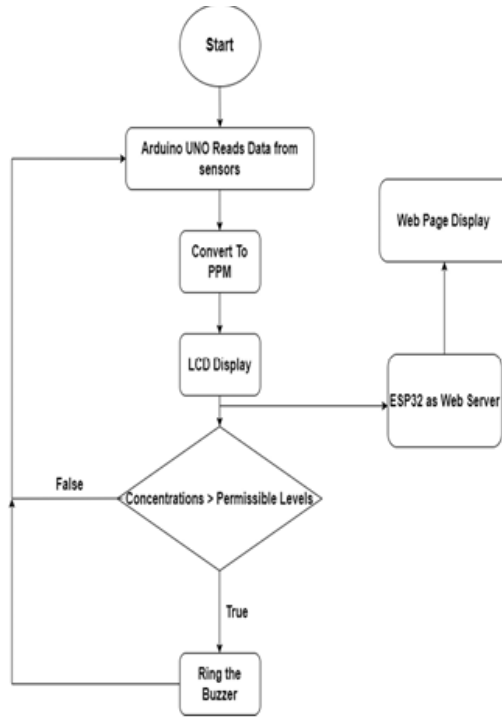 Start
Arduino UNO Reads Data from
sensors
Convert To
PPM
Web Page Display
LCD Display
ESP32 as Web Server
False
Concentrations > Permissible Levels
True
Ring the
Buzzer